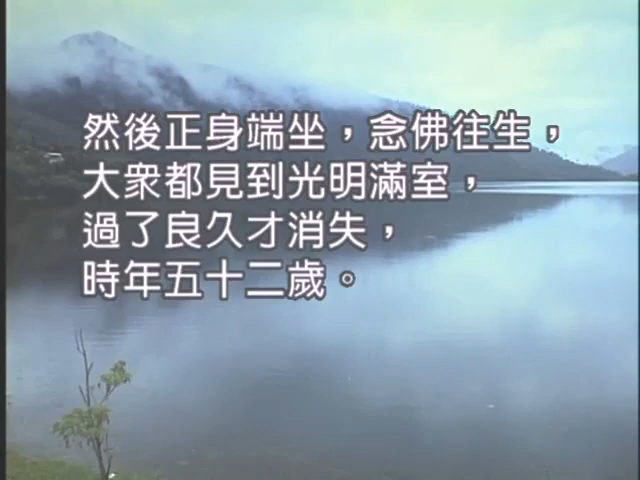 然後正身端坐，念佛往生，
大眾都見到光明滿室，
過了良久才消失，
時年五十二歲。